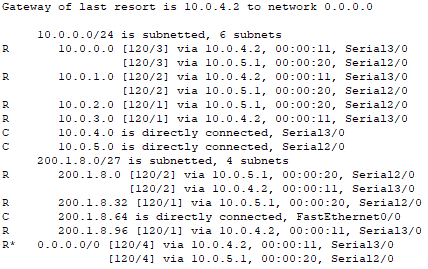 Gateway of last resort is 10.0.4.2 to network 0.0.0.0
10.0.0.0/24 is subnetted, 6 subnets
R 10.0.0.0 [120/3] via 10.0.4.2, 00:00:11, Serial3/0
[120/3] via 10.0.5.1, 00:00:20, Serial2/0
R 10.0.1.0 [120/2] via 10.0.4.2, 00:00:11, Serial3/0
[120/2] via 10.0.5.1, 00:00:20, Serial2/0
R 10.0.2.0 [120/1] via 10.0.5.1, 00:00:20, Serial2/0
R 10.0.3.0 [120/1] via 10.0.4.2, 00:00:11, Serial3/0
C 10.0.4.0 is directly connected, Serial3/0
C 10.0.5.0 is directly connected, Serial2/0
200.1.8.0/27 is subnetted, 4 subnets
R 200.1.8.0 [120/2] via 10.0.5.1, 00:00:20, Serial2/0
[120/2] via 10.0.4.2, 00:00:11, Serial3/0
R 200.1.8.32 [120/1] via 10.0.5.1, 00:00:20, Serial2/0
C 200.1.8.64 is directly connected, FastEthernet0/0
R 200.1.8.96 [120/1] via 10.0.4.2, 00:00:11, Serial3/0
R* 0.0.0.0/0 [120/4] via 10.0.4.2, 00:00:11, Serial3/0
[120/4] via 10.0.5.1, 00:00:20, Serial2/0